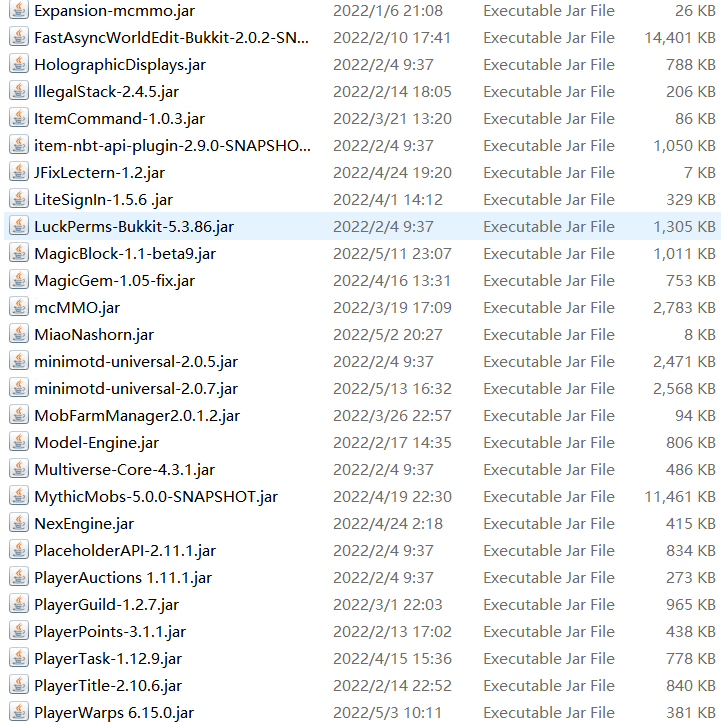 Expansion-mcmmo.jar 2022/1/6 21:08 Executable Jar File 26 KB
FastAsyncWorldEdit-Bukkit-2.0.2-SN... 2022/2/10 17:41 Executable Jar File 14,401 KB
HolographicDisplays.jar 2022/2/4 9:37 Executable Jar File 788 KB
IllegalStack-2.4.5.jar 2022/2/14 18:05 Executable Jar File 206 KB
ItemCommand-1.0.3.jar 2022/3/21 13:20 Executable Jar File 86 KB
item-nbt-api-plugin-2.9.0-SNAPSHO... 2022/2/4 9:37 Executable Jar File 1,050 KB
JFixLectern-1.2.jar 2022/4/24 19:20 Executable Jar File 7 KB
LiteSignIn-1.5.6 .jar 2022/4/1 14:12 Executable Jar File 329 KB
LuckPerms-Bukkit-5.3.86.jar 2022/2/4 9:37 Executable Jar File 1,305 KB
MagicBlock-1.1-beta9.jar 2022/5/11 23:07 Executable Jar File 1,011 KB
MagicGem-1.05-fix.jar 2022/4/16 13:31 Executable Jar File 753 KB
mcMMO.jar 2022/3/19 17:09 Executable Jar File 2,783 KB
MiaoNashorn.jar 2022/5/2 20:27 Executable Jar File 8 KB
minimotd-universal-2.0.5.jar 2022/2/4 9:37 Executable Jar File 2,471 KB
minimotd-universal-2.0.7.jar 2022/5/13 16:32 Executable Jar File 2,568 KB
MobFarmManager2.0.1.2.jar 2022/3/26 22:57 Executable Jar File 94 KB
Model-Engine.jar 2022/2/17 14:35 Executable Jar File 806 KB
Multiverse-Core-4.3.1.jar 2022/2/4 9:37 Executable Jar File 486 KB
MythicMobs-5.0.0-SNAPSHOT.jar 2022/4/19 22:30 Executable Jar File 11,461 KB
NexEngine.jar 2022/4/24 2:18 Executable Jar File 415 KB
PlaceholderAPI-2.11.1.jar 2022/2/4 9:37 Executable Jar File 834 KB
PlayerAuctions 1.11.1.jar 2022/2/4 9:37 Executable Jar File 273 KB
PlayerGuild-1.2.7.jar 2022/3/1 22:03 Executable Jar File 965 KB
PlayerPoints-3.1.1.jar 2022/2/13 17:02 Executable Jar File 438 KB
PlayerTask-1.12.9.jar 2022/4/15 15:36 Executable Jar File 778 KB
PlayerTitle-2.10.6.jar 2022/2/14 22:52 Executable Jar File 840 KB
PlayerWarps 6.15.0.jar 2022/5/3 10:11 Executable Jar File 381 KB